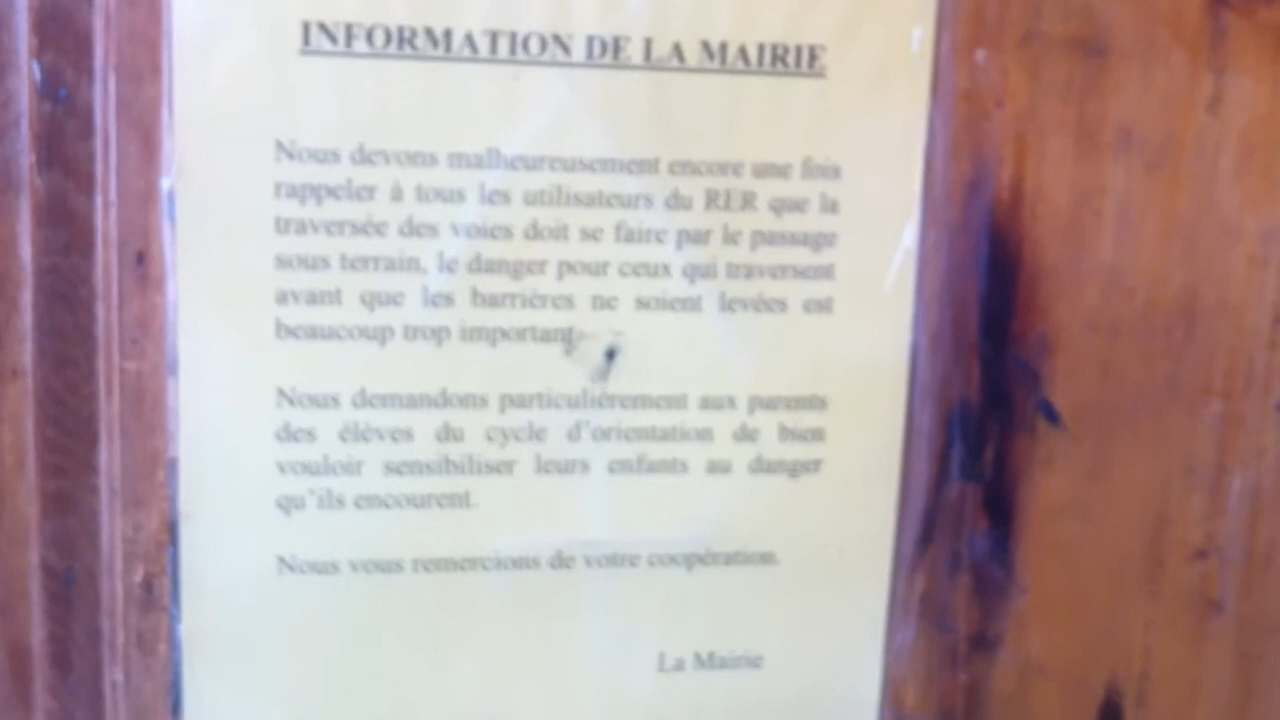 INFORMATION DE LA MAIRIE
Nous devons malheureusement encore une fois
rappeler à tous les utilisateurs du RER que la
traversée des voies doit se faire par le passage
sous terrain, le danger pour ceux qui traversent
avant que les barrières ne soient levées est
beaucoup trop important.
Nous demandons particulièrement aux parents
des élèves du cycle d'orientation de bien
vouloir sensibiliser leurs enfants au danger
qu'ils encourent.
Nous vous remercions de votre coopération.
La Mairie